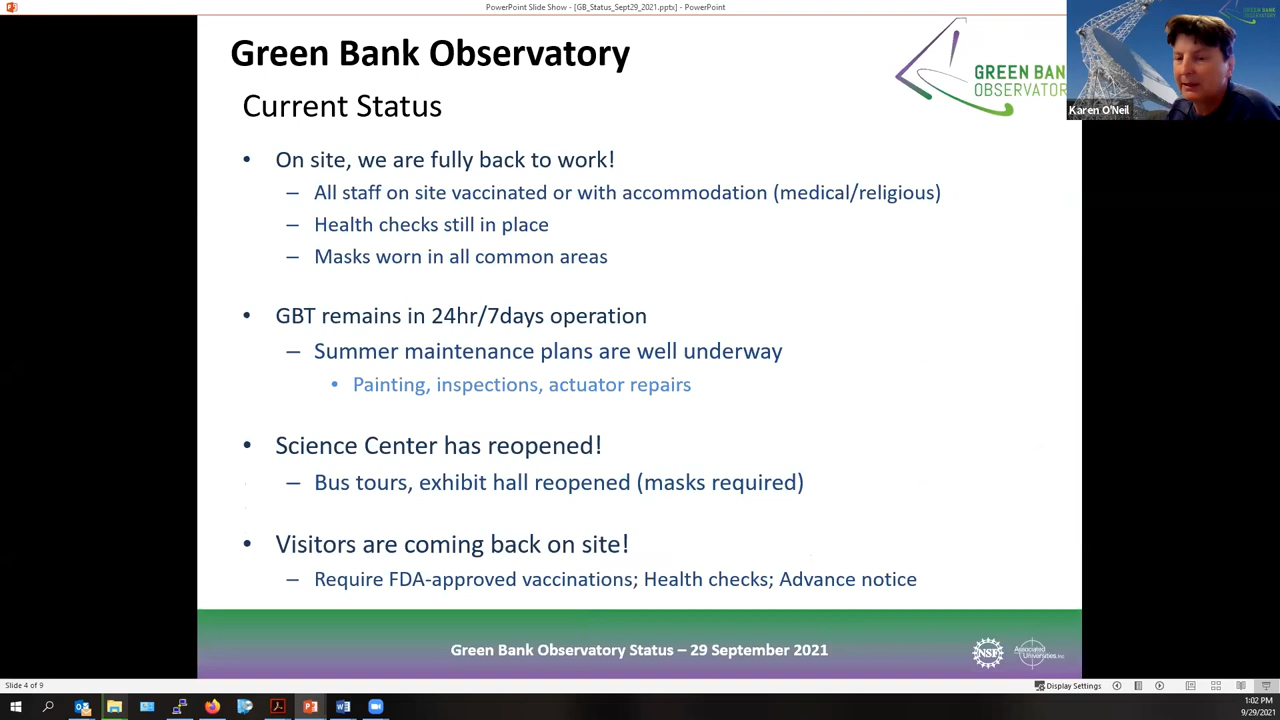 PowerPoint Slide Show - [GB_Status_Sept29_2021.pptx] - PowerPoint
Green Bank Observatory
GREEN BANK
OBSERVATORY
Karen O'Neil
Current Status
• On site, we are fully back to work!
– All staff on site vaccinated or with accommodation (medical/religious)
– Health checks still in place
– Masks worn in all common areas
• GBT remains in 24hr/7days operation
– Summer maintenance plans are well underway
• Painting, inspections, actuator repairs
• Science Center has reopened!
– Bus tours, exhibit hall reopened (masks required)
• Visitors are coming back on site!
– Require FDA-approved vaccinations; Health checks; Advance notice
Green Bank Observatory Status – 29 September 2021
NSF
Associated
Universities, Inc
Slide 4 of 9
Display Settings
1:02 PM
9/29/2021